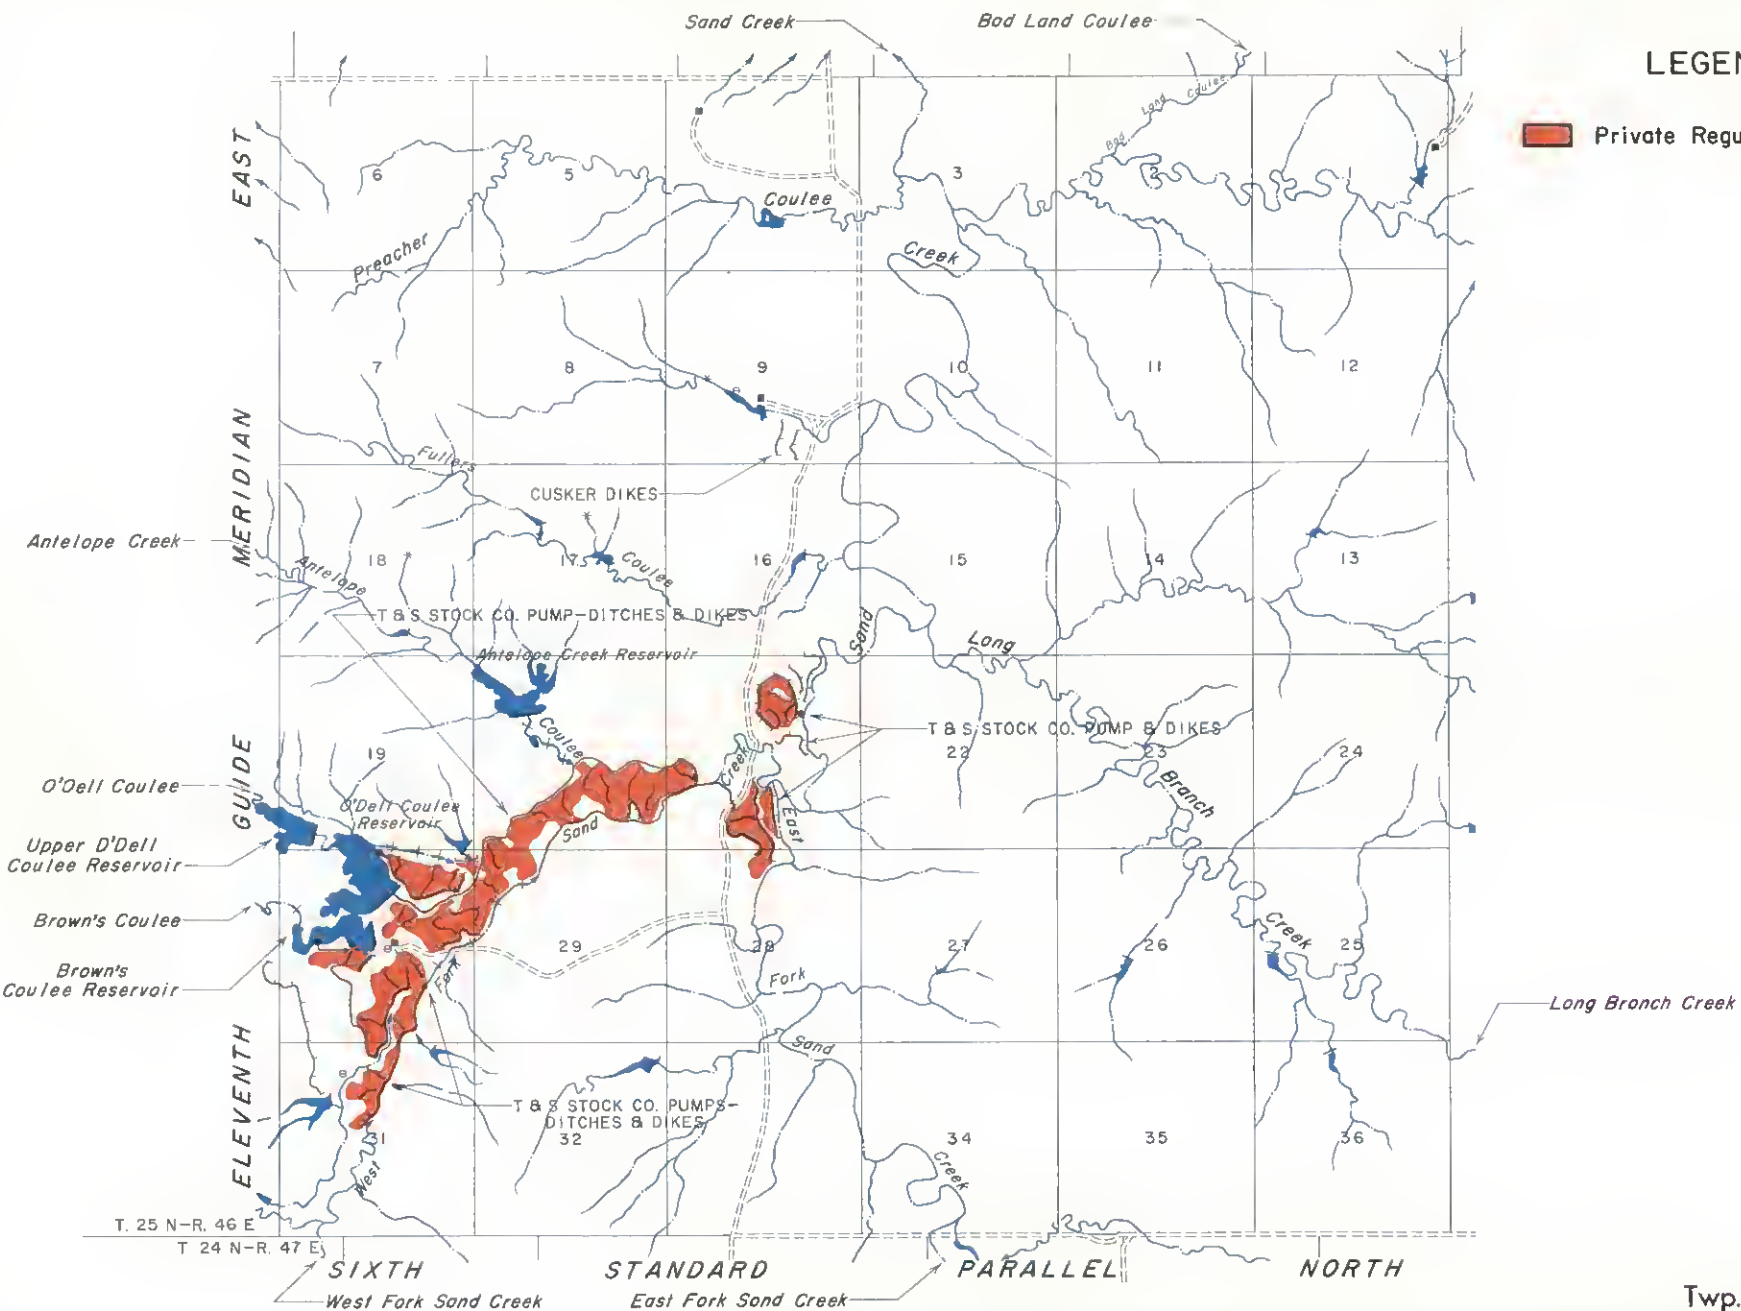 Sand Creek
Bad Land Coulee
LEGEN
Private Regu
Bad Land Coulee
EAST
6
5
3
2
Coulee
Preacher
Creek
7
8
9
10
11
12
MERIDIAN
Fullers
CUSKER DIKES
Antelope Creek
Antelope
18
17
Coulee
16
15
14
13
T & S STOCK CO. PUMP-DITCHES & DIKES
Sand
Long
Antelope Creek Reservoir
Coulee
T & S STOCK CO. PUMP & DIKES
GUIDE
19
Creek
22
23
24
O'Dell Coulee
O'Dell Coulee
Reservoir
Branch
Sand
East
Upper O'Dell
Coulee Reservoir
Brown's Coulee
29
28
27
26
Creek
25
Brown's
Coulee Reservoir
Fork
Fork
Long Branch Creek
Sand
ELEVENTH
T & S STOCK CO. PUMPS-
DITCHES & DIKES
31
32
34
35
36
West
Creek
T. 25 N-R. 46 E
T 24 N-R. 47 E
SIXTH STANDARD PARALLEL NORTH
West Fork Sand Creek
East Fork Sand Creek
Twp.